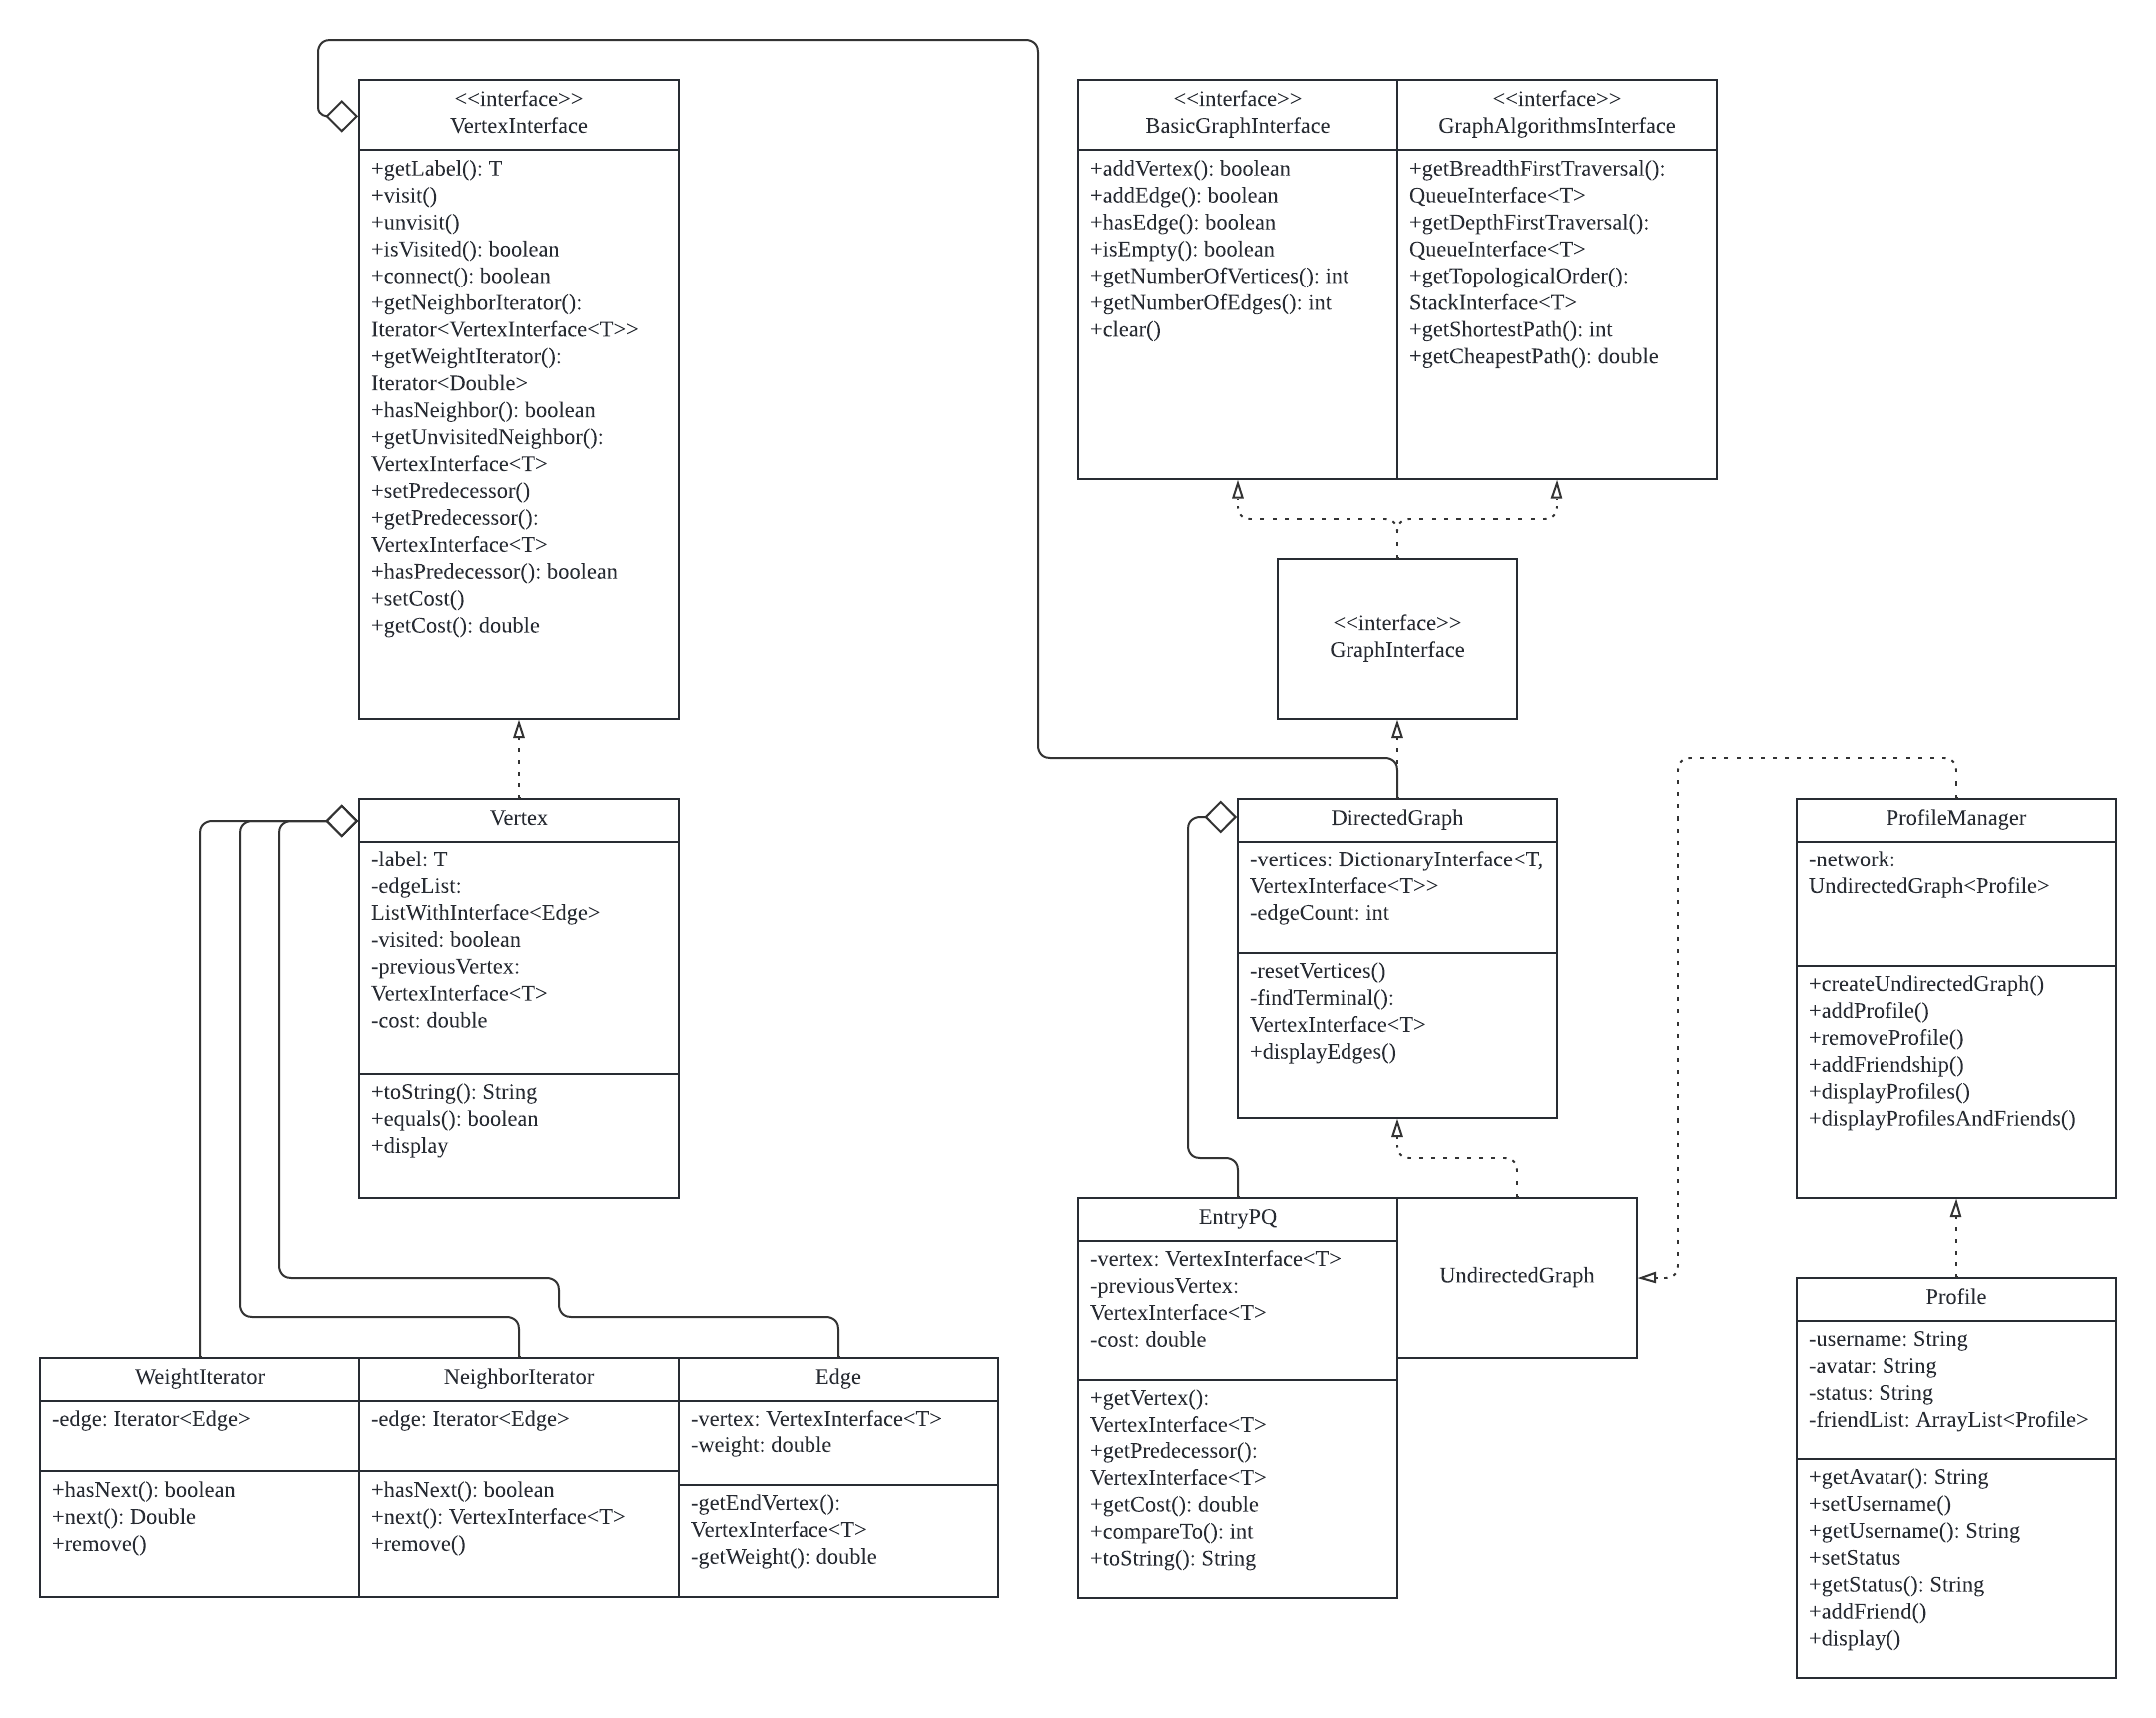 <<interface>>
VertexInterface
+getLabel(): T
+visit()
+unvisit()
+isVisited(): boolean
+connect(): boolean
+getNeighborIterator():
Iterator<VertexInterface<T>>
+getWeightIterator():
Iterator<Double>
+hasNeighbor(): boolean
+getUnvisitedNeighbor():
VertexInterface<T>
+setPredecessor()
+getPredecessor():
VertexInterface<T>
+hasPredecessor(): boolean
+setCost()
+getCost(): double
<<interface>>
BasicGraphInterface
+addVertex(): boolean
+addEdge(): boolean
+hasEdge(): boolean
+isEmpty(): boolean
+getNumberOfVertices(): int
+getNumberOfEdges(): int
+clear()
<<interface>>
GraphAlgorithmsInterface
+getBreadthFirstTraversal():
QueueInterface<T>
+getDepthFirstTraversal():
QueueInterface<T>
+getTopologicalOrder():
StackInterface<T>
+getShortestPath(): int
+getCheapestPath(): double
<<interface>>
GraphInterface
Vertex
-label: T
-edgeList:
ListWithInterface<Edge>
-visited: boolean
-previousVertex:
VertexInterface<T>
-cost: double
+toString(): String
+equals(): boolean
+display
DirectedGraph
-vertices: DictionaryInterface<T,
VertexInterface<T>>
-edgeCount: int
-resetVertices()
-findTerminal():
VertexInterface<T>
+displayEdges()
ProfileManager
-network:
UndirectedGraph<Profile>
+createUndirectedGraph()
+addProfile()
+removeProfile()
+addFriendship()
+displayProfiles()
+displayProfilesAndFriends()
WeightIterator
-edge: Iterator<Edge>
+hasNext(): boolean
+next(): Double
+remove()
NeighborIterator
-edge: Iterator<Edge>
+hasNext(): boolean
+next(): VertexInterface<T>
+remove()
Edge
-vertex: VertexInterface<T>
-weight: double
-getEndVertex():
VertexInterface<T>
-getWeight(): double
EntryPQ
-vertex: VertexInterface<T>
-previousVertex:
VertexInterface<T>
-cost: double
+getVertex():
VertexInterface<T>
+getPredecessor():
VertexInterface<T>
+getCost(): double
+compareTo(): int
+toString(): String
UndirectedGraph
Profile
-username: String
-avatar: String
-status: String
-friendList: ArrayList<Profile>
+getAvatar(): String
+setUsername()
+getUsername(): String
+setStatus
+getStatus(): String
+addFriend()
+display()